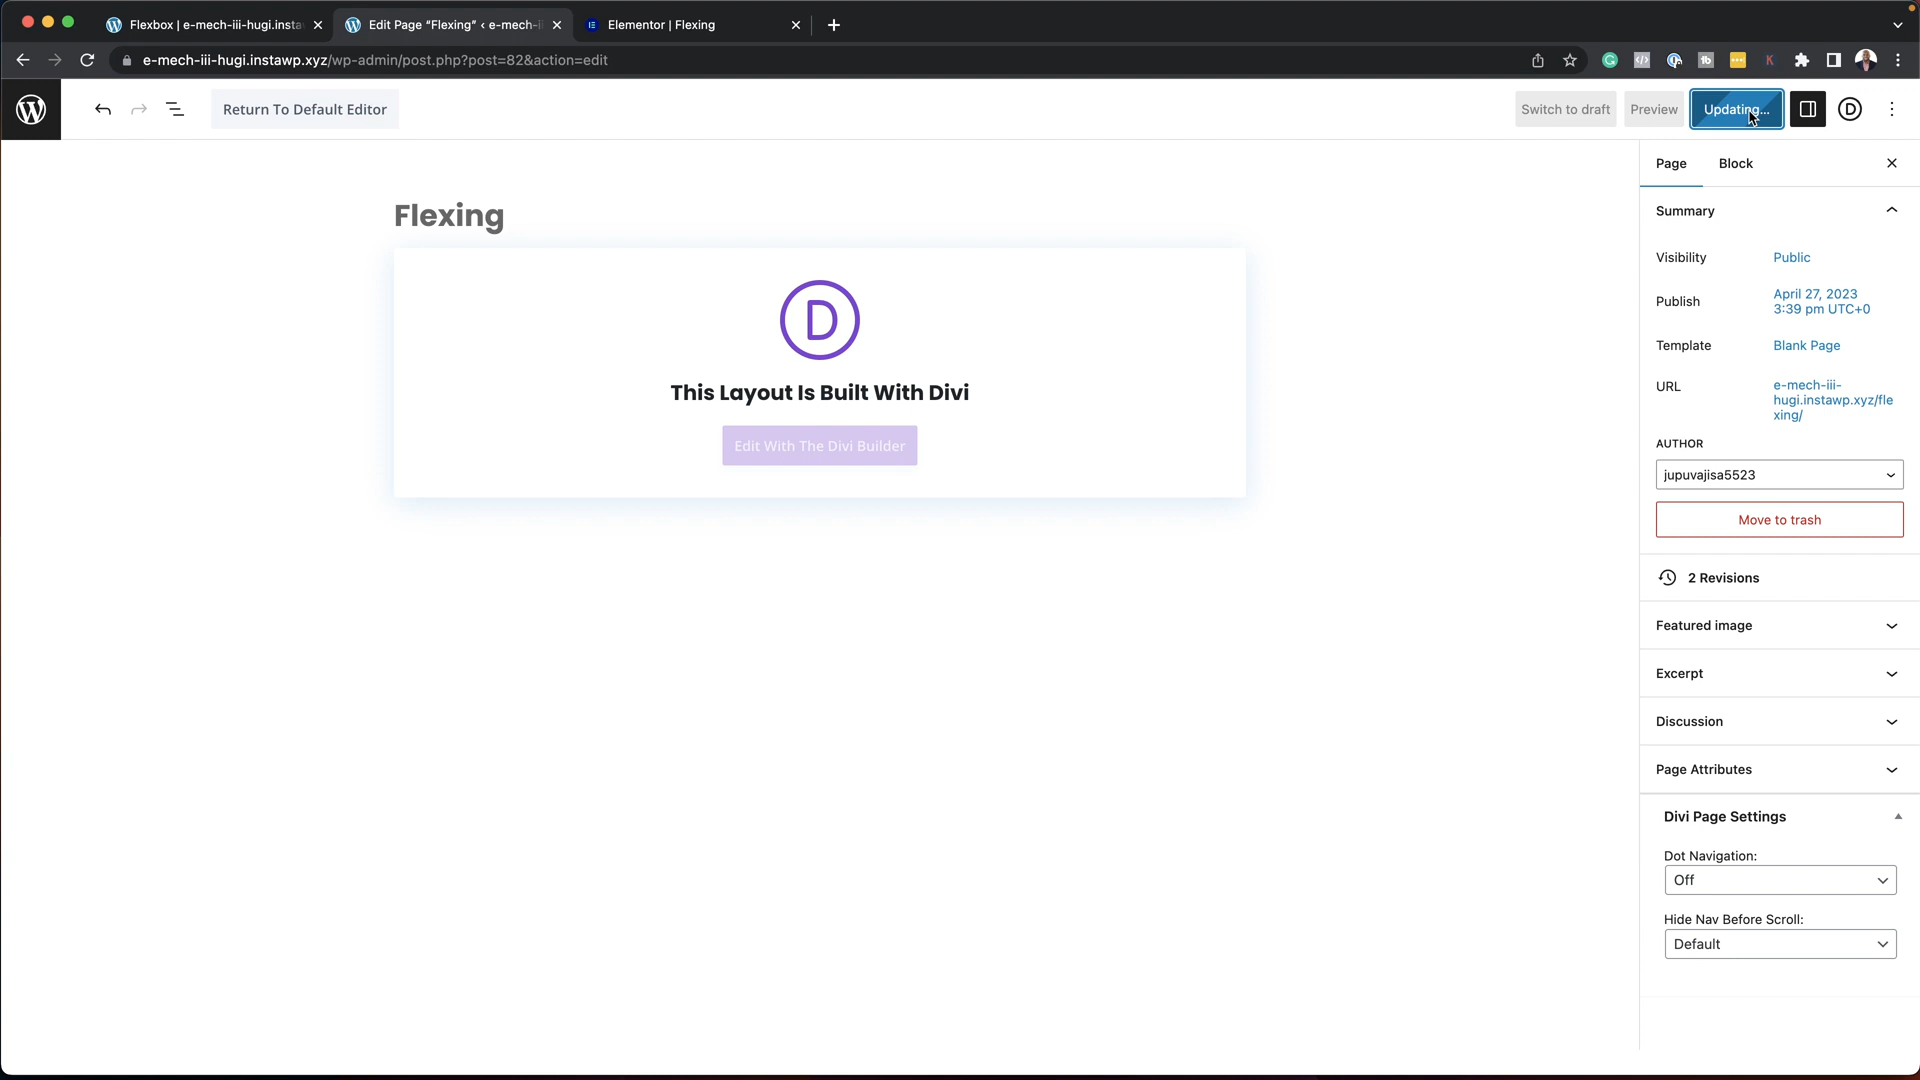 Flexbox | e-mech-iii-hugi.insta
Edit Page “Flexing” ‹ e-mech-ii
Elementor | Flexing
e-mech-iii-hugi.instawp.xyz/wp-admin/post.php?post=82&action=edit
Return To Default Editor
Switch to draft
Preview
Updating...
Page
Block
Flexing
This Layout Is Built With Divi
Edit With The Divi Builder
Summary
Visibility
Public
Publish
April 27, 2023
3:39 pm UTC+0
Template
Blank Page
URL
e-mech-iii-
hugi.instawp.xyz/fle
xing/
AUTHOR
jupuvajisa5523
Move to trash
2 Revisions
Featured image
Excerpt
Discussion
Page Attributes
Divi Page Settings
Dot Navigation:
Off
Hide Nav Before Scroll:
Default